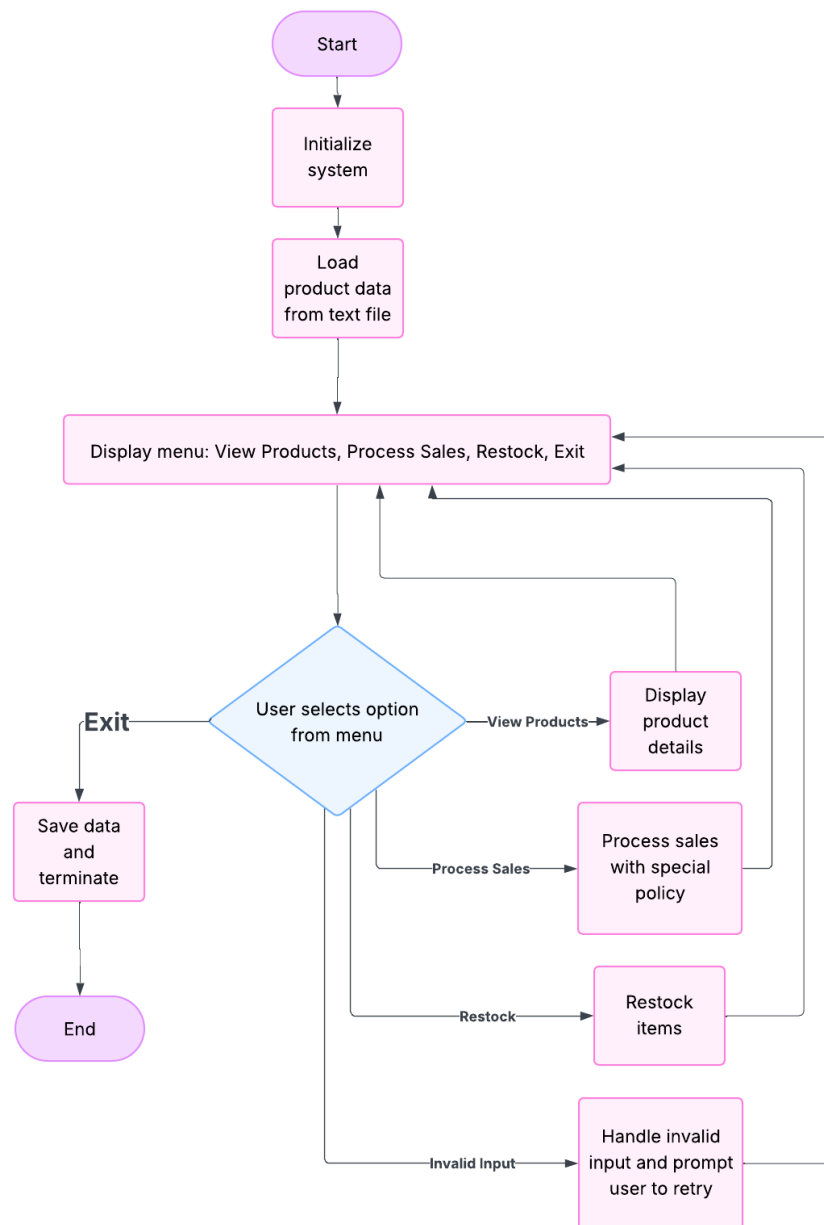 Start
Initialize
system
Load
product data
from text file
Display menu: View Products, Process Sales, Restock, Exit
User selects option
from menu
Exit
View Products
Display
product
details
Save data
and
terminate
Process Sales
Process sales
with special
policy
End
Restock
Restock
items
Invalid Input
Handle invalid
input and prompt
user to retry